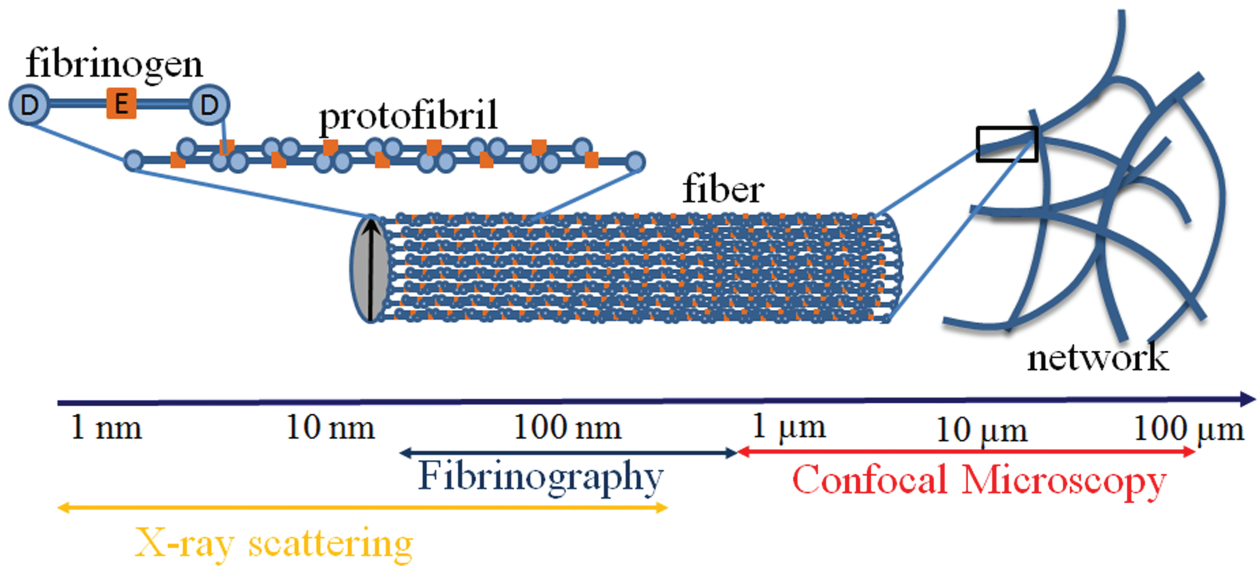 fibrinogen
D E D
protofibril
fiber
network
1 nm 10 nm 100 nm 1 µm 10 µm 100 µm
Fibrinography
Confocal Microscopy
X-ray scattering